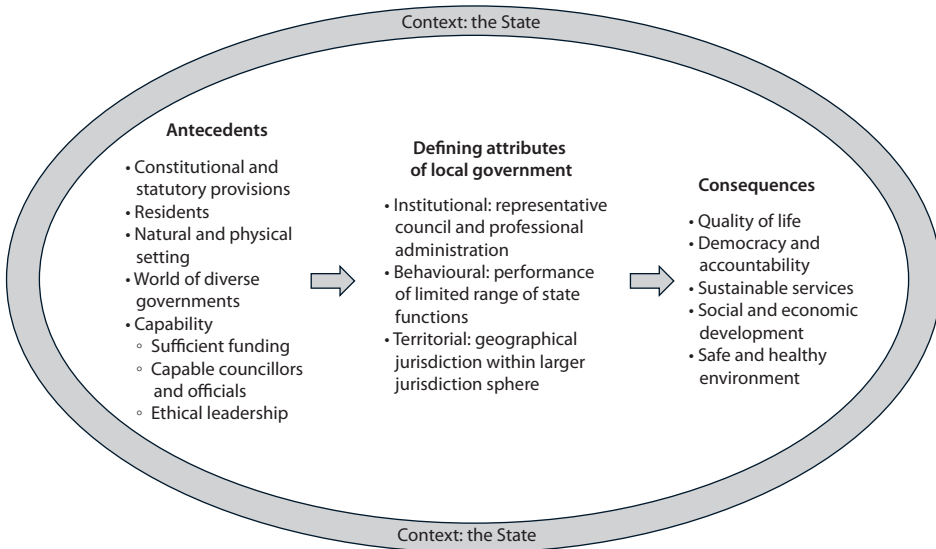 Context: the State
Antecedents
• Constitutional and
statutory provisions
• Residents
• Natural and physical
setting
• World of diverse
governments
• Capability
◦ Sufficient funding
◦ Capable councillors
and officials
◦ Ethical leadership
Defining attributes
of local government
• Institutional: representative
council and professional
administration
• Behavioural: performance
of limited range of state
functions
• Territorial: geographical
jurisdiction within larger
jurisdiction sphere
Consequences
• Quality of life
• Democracy and
accountability
• Sustainable services
• Social and economic
development
• Safe and healthy
environment
Context: the State